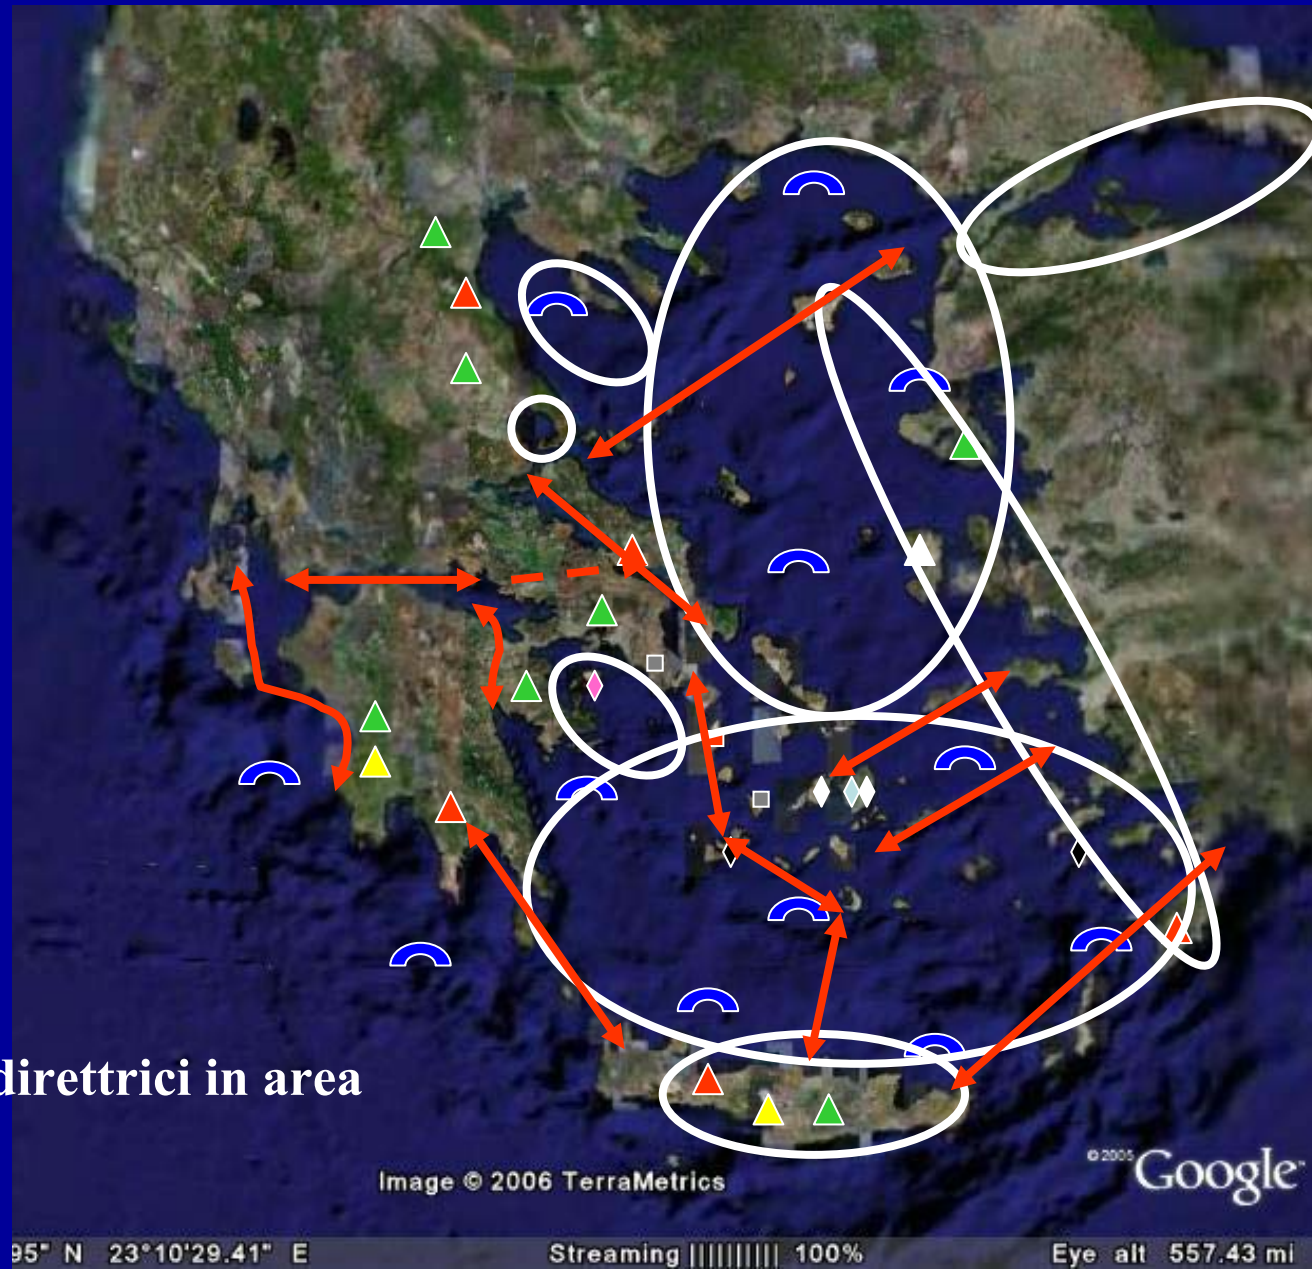 direttrici in area
© 2005 Google™
Image © 2006 TerraMetrics
95" N 23°10'29.41" E Streaming |||||||||| 100% Eye alt 557.43 mi